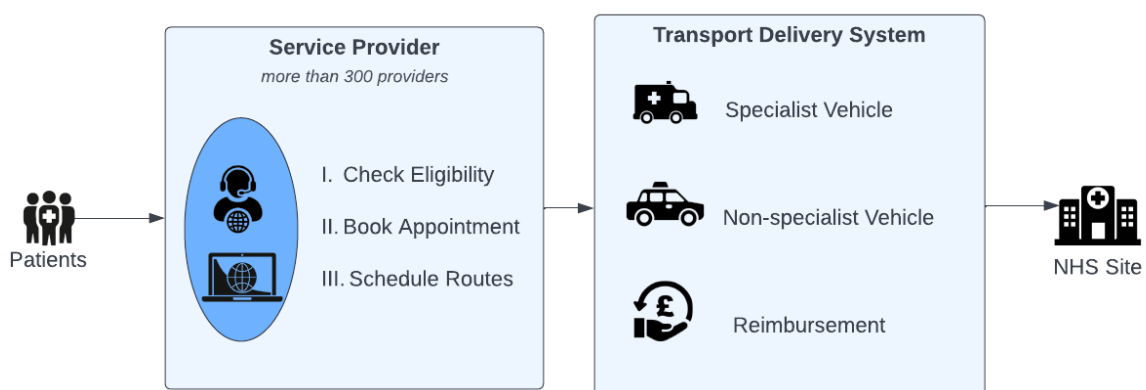 Service Provider
more than 300 providers
I. Check Eligibility
II. Book Appointment
III. Schedule Routes
Patients
Transport Delivery System
Specialist Vehicle
Non-specialist Vehicle
£
Reimbursement
NHS Site